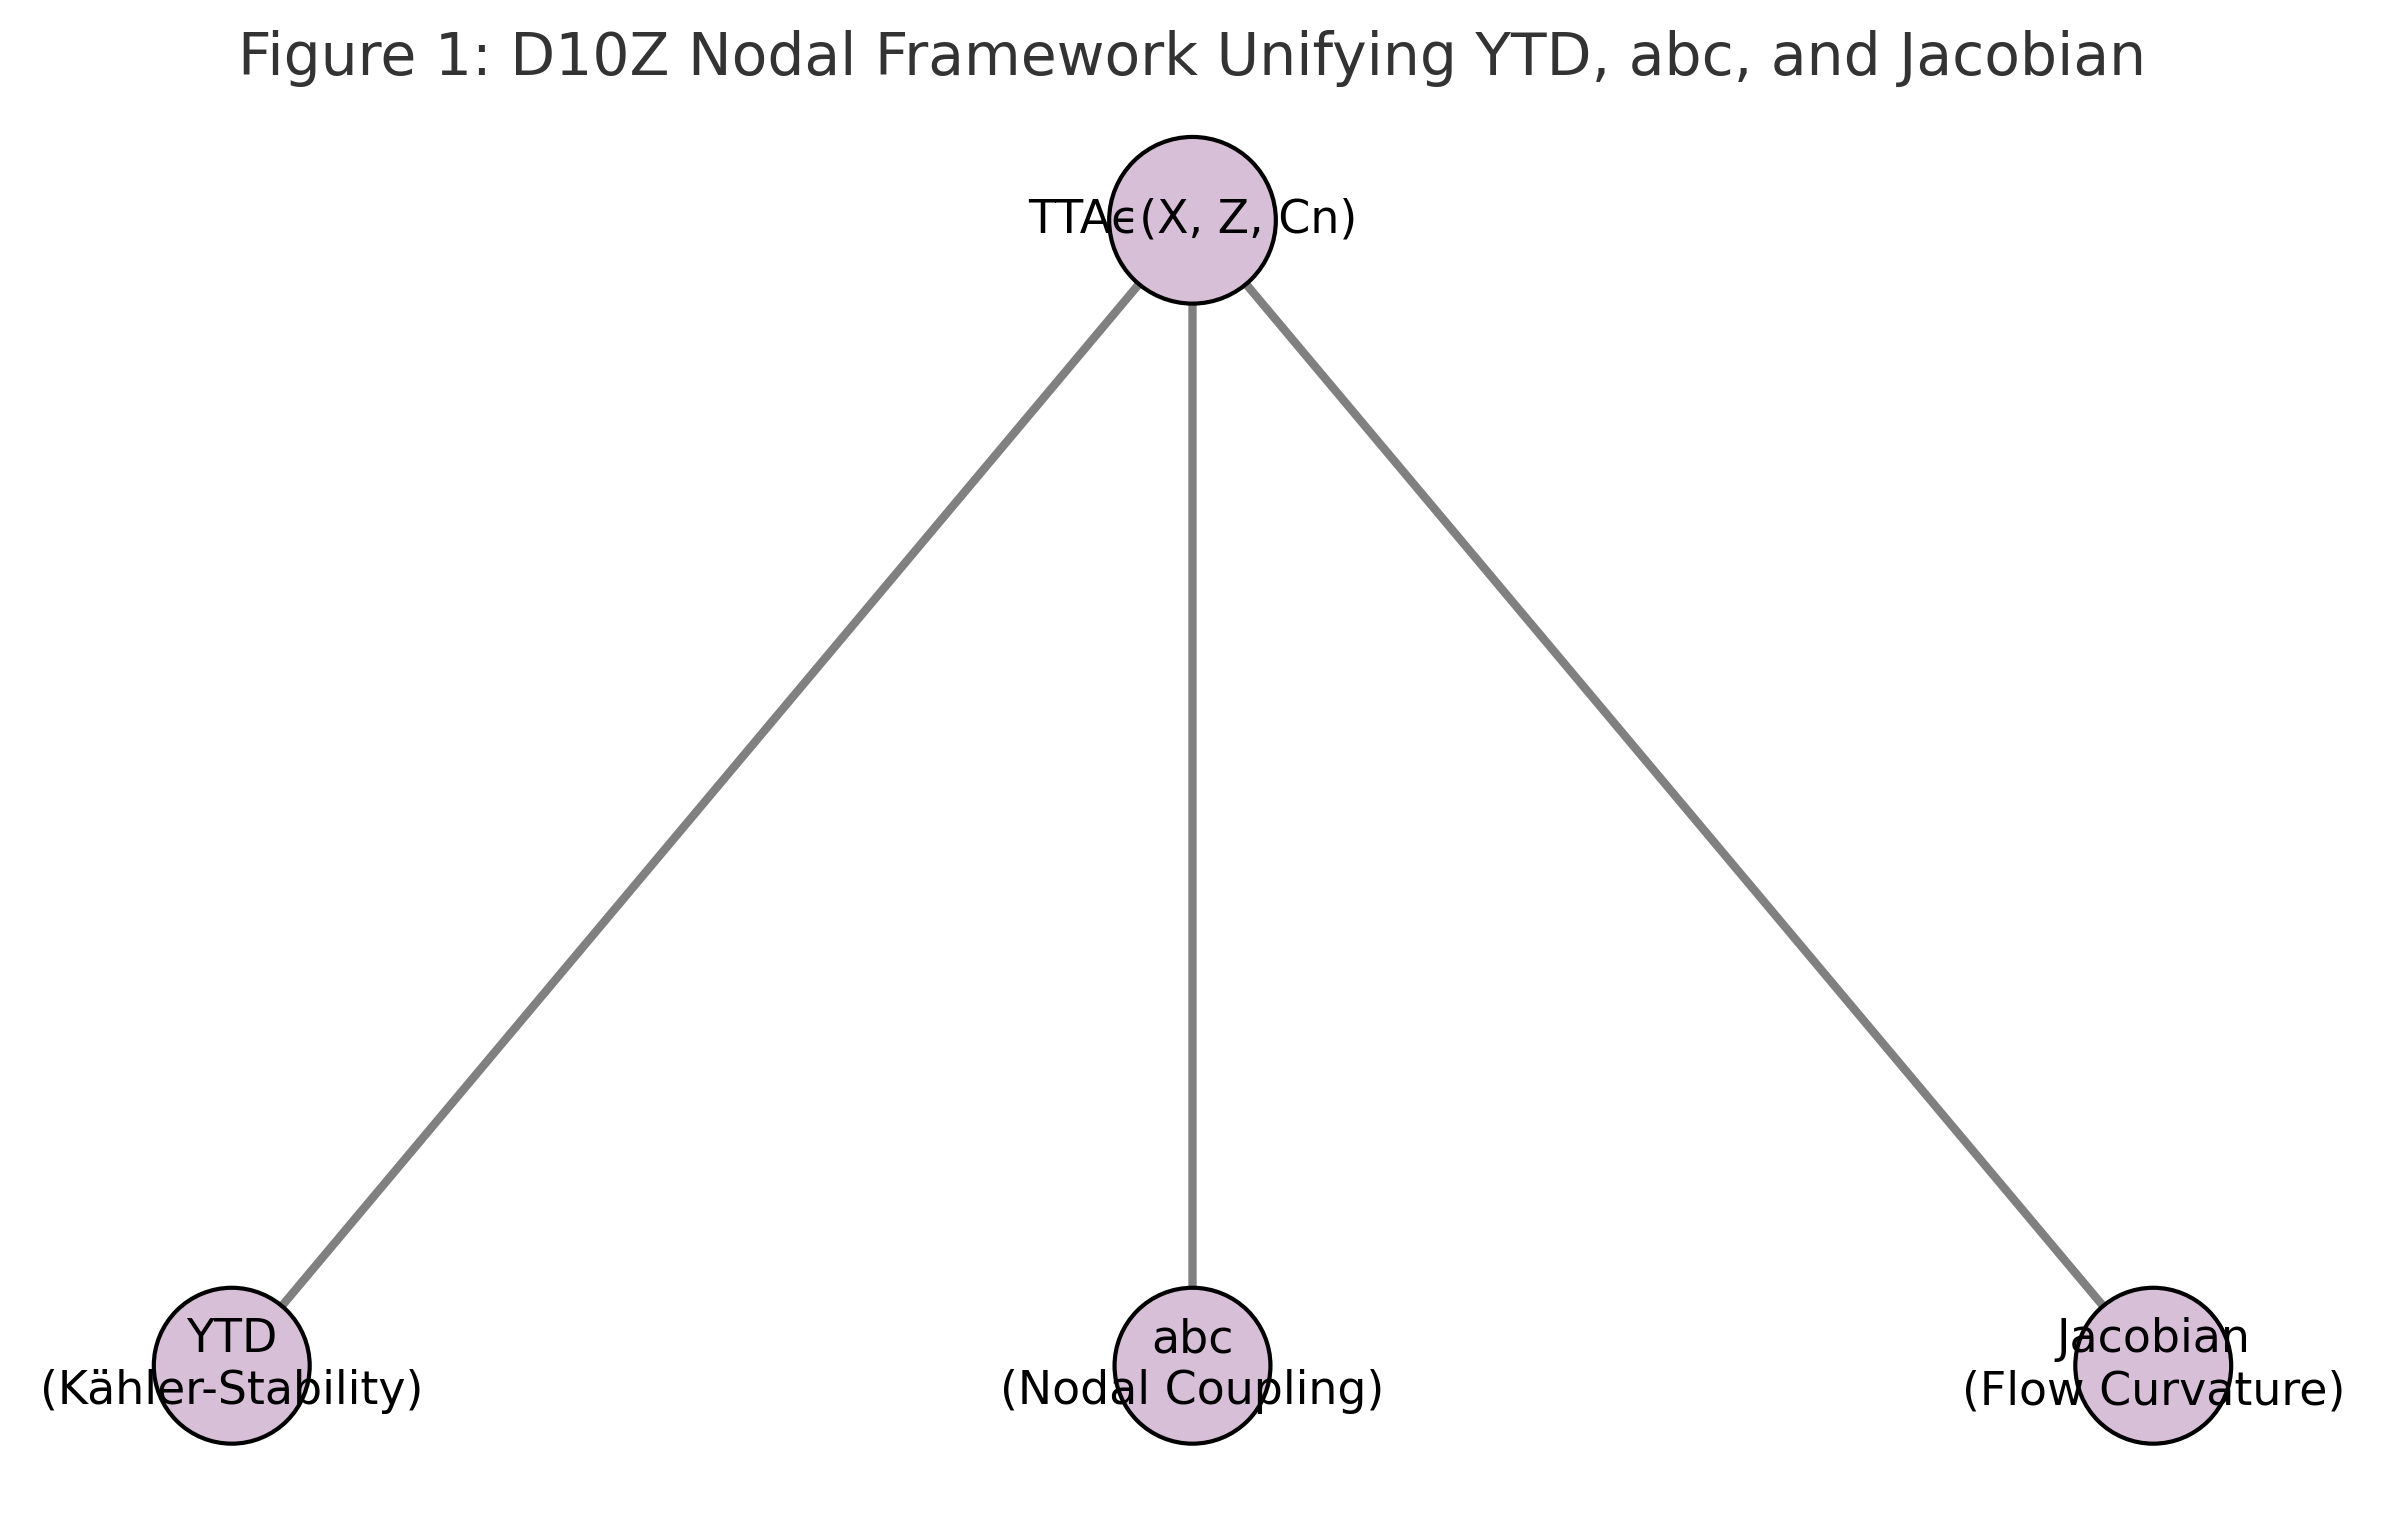 Figure 1: D10Z Nodal Framework Unifying YTD, abc, and Jacobian
TTAϵ(X, Z, Cn)
YTD
(Kähler-Stability)
abc
(Nodal Coupling)
Jacobian
(Flow Curvature)